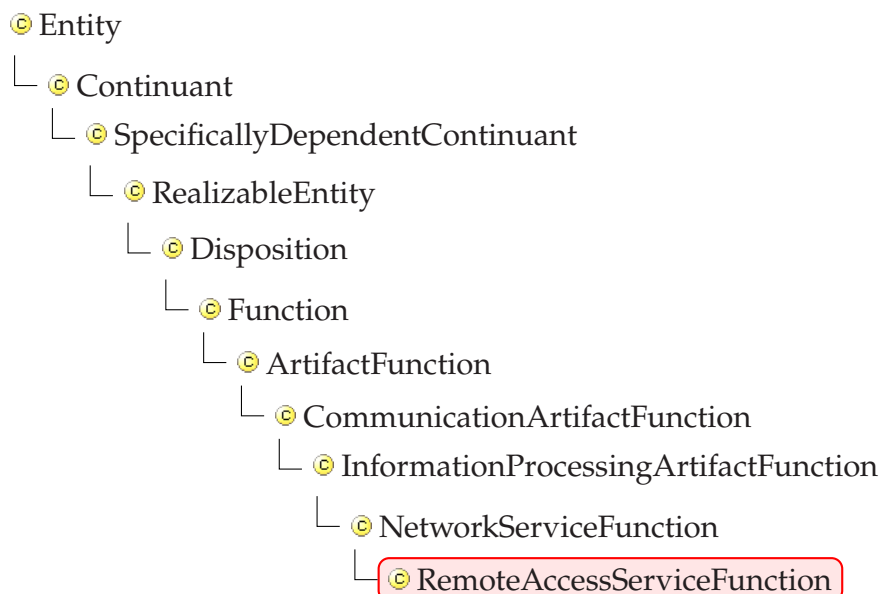 Entity
Continuant
SpecificallyDependentContinuant
RealizableEntity
Disposition
Function
ArtifactFunction
CommunicationArtifactFunction
InformationProcessingArtifactFunction
NetworkServiceFunction
RemoteAccessServiceFunction